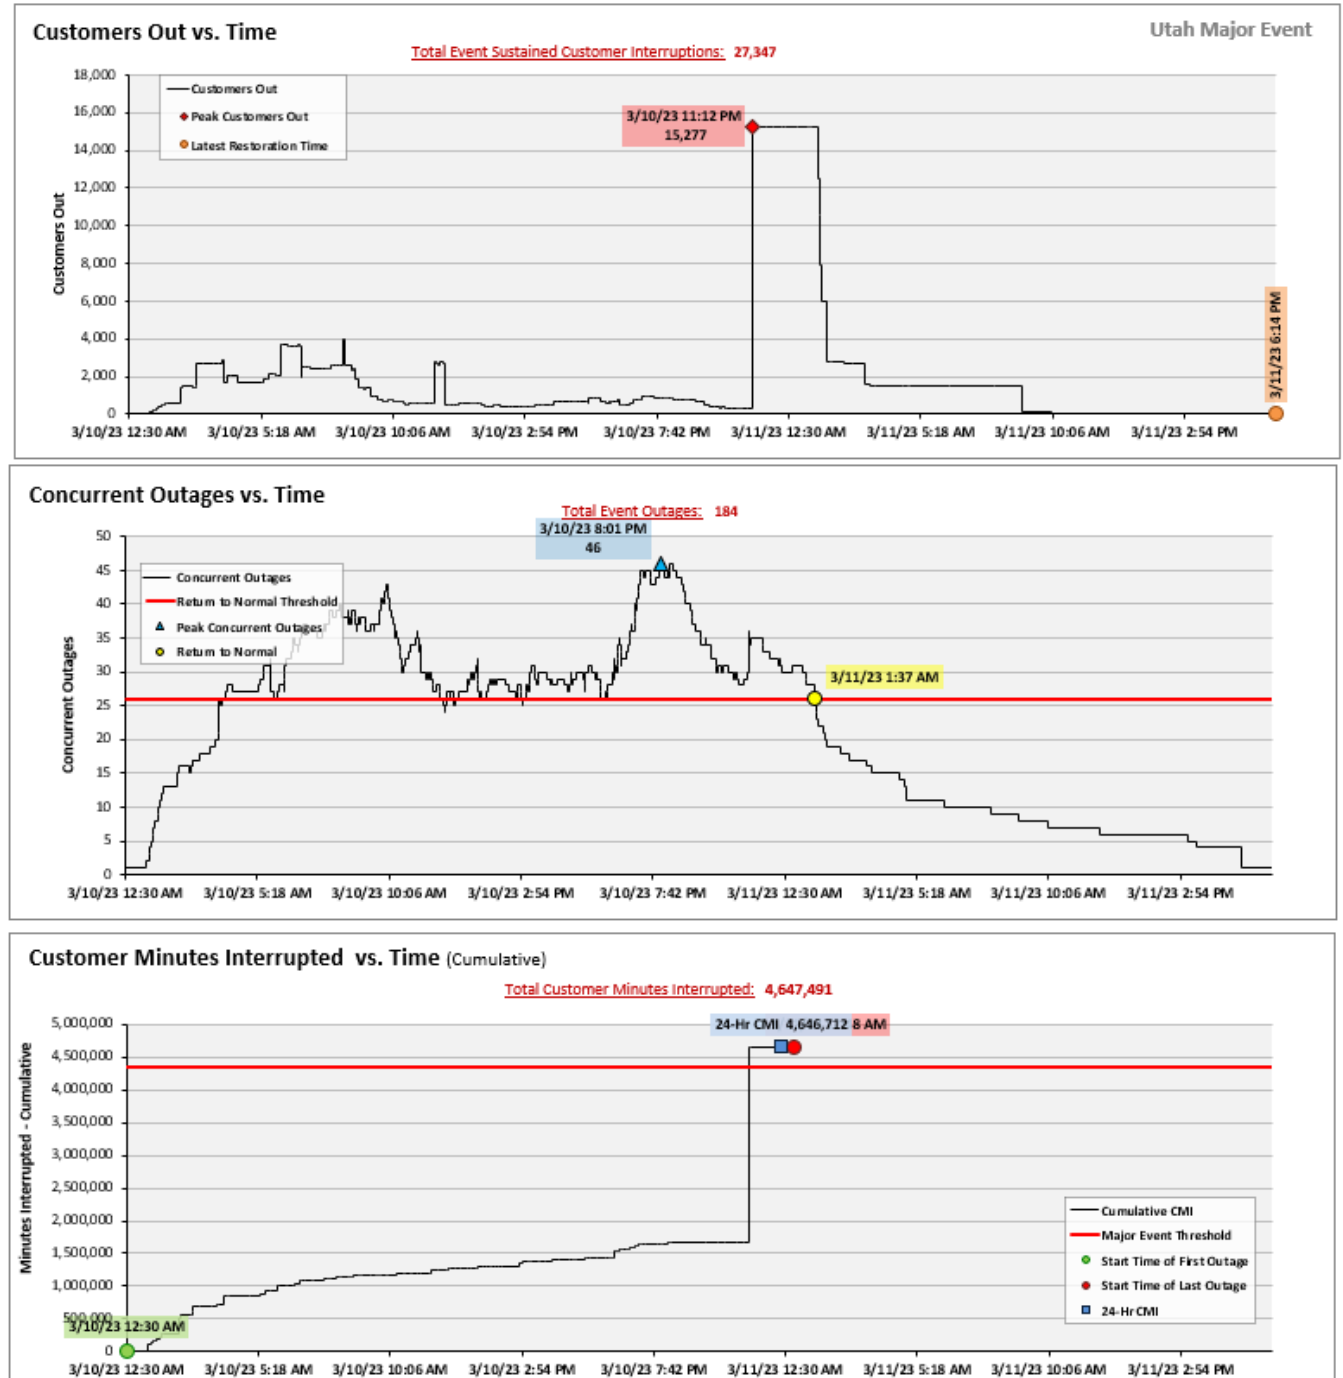 Customers Out vs. Time
Utah Major Event
Total Event Sustained Customer Interruptions: 27,347
18,000
16,000
14,000
12,000
10,000
8,000
6,000
4,000
2,000
0
Customers Out
Customers Out
Peak Customers Out
Latest Restoration Time
3/10/23 11:12 PM
15,277
3/11/23 6:14 PM
3/10/23 12:30 AM 3/10/23 5:18 AM 3/10/23 10:06 AM 3/10/23 2:54 PM 3/10/23 7:42 PM 3/11/23 12:30 AM 3/11/23 5:18 AM 3/11/23 10:06 AM 3/11/23 2:54 PM
Concurrent Outages vs. Time
Total Event Outages: 184
3/10/23 8:01 PM
46
50
45
40
35
30
25
20
15
10
5
0
Concurrent Outages
Concurrent Outages
Return to Normal Threshold
Peak Concurrent Outages
Return to Normal
3/11/23 1:37 AM
3/10/23 12:30 AM 3/10/23 5:18 AM 3/10/23 10:06 AM 3/10/23 2:54 PM 3/10/23 7:42 PM 3/11/23 12:30 AM 3/11/23 5:18 AM 3/11/23 10:06 AM 3/11/23 2:54 PM
Customer Minutes Interrupted vs. Time (Cumulative)
Total Customer Minutes Interrupted: 4,647,491
24-Hr CMI 4,646,712 8 AM
5,000,000
4,500,000
4,000,000
3,500,000
3,000,000
2,500,000
2,000,000
1,500,000
1,000,000
500,000
0
Minutes Interrupted - Cumulative
3/10/23 12:30 AM
Cumulative CMI
Major Event Threshold
Start Time of First Outage
Start Time of Last Outage
24-Hr CMI
3/10/23 12:30 AM 3/10/23 5:18 AM 3/10/23 10:06 AM 3/10/23 2:54 PM 3/10/23 7:42 PM 3/11/23 12:30 AM 3/11/23 5:18 AM 3/11/23 10:06 AM 3/11/23 2:54 PM